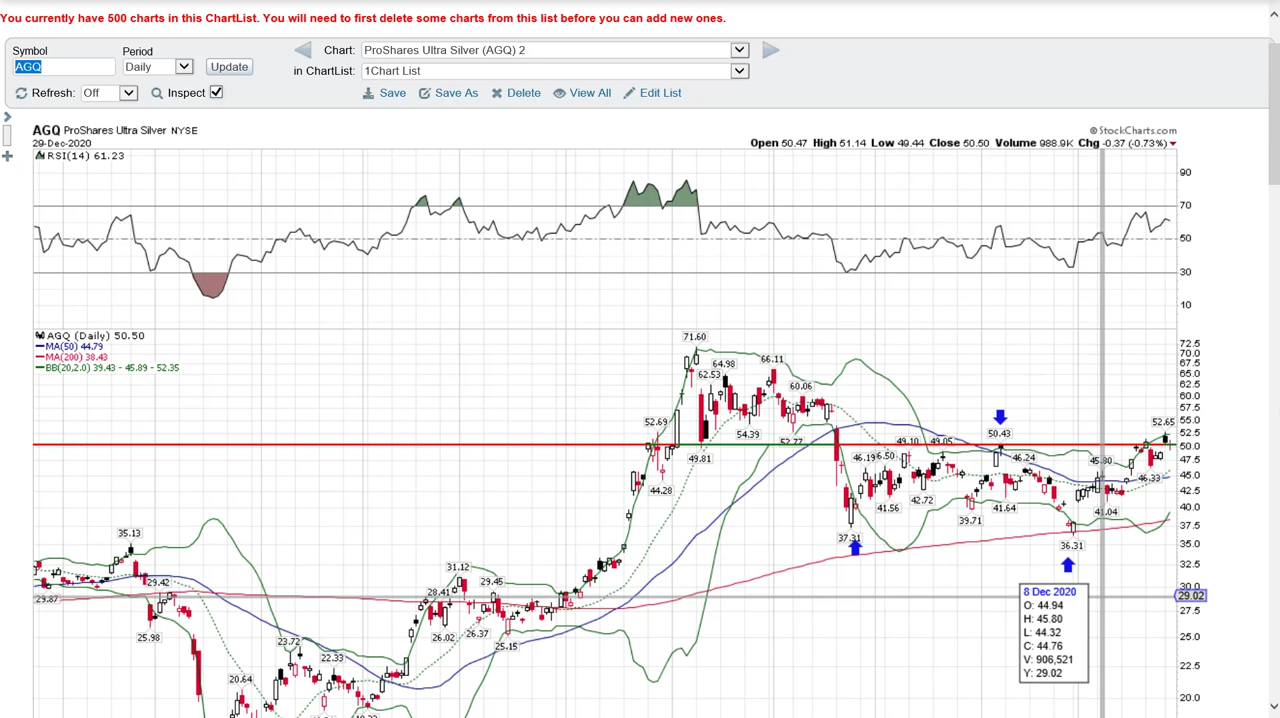 You currently have 500 charts in this ChartList. You will need to first delete some charts from this list before you can add new ones.
Symbol
Period
Chart: ProShares Ultra Silver (AGQ) 2
AGQ
Daily
Update
in ChartList: 1Chart List
Refresh: Off
Inspect
Save
Save As
Delete
View All
Edit List
AGQ ProShares Ultra Silver NYSE
© StockCharts.com
29-Dec-2020
Open 50.47 High 51.14 Low 49.44 Close 50.50 Volume 988.9K Chg -0.37 (-0.73%)
RSI(14) 61.23
90
70
50
30
10
AGQ (Daily) 50.50
MA(50) 44.79
MA(200) 38.43
BB(20,2.0) 39.43 - 45.89 - 52.35
71.60
66.11
64.98
62.53
60.06
52.69
54.39
52.77
49.81
44.28
50.43
52.65
49.10
49.05
46.19
6.50
46.24
45.80
46.33
41.56
42.72
39.71
41.64
41.04
37.31
36.31
35.13
29.42
29.87
25.98
31.12
28.41
29.45
26.02
26.37
25.15
23.72
22.33
20.64
72.5
70.0
67.5
65.0
62.5
60.0
57.5
55.0
52.5
50.0
47.5
45.0
42.5
40.0
37.5
35.0
32.5
30.0
29.02
27.5
25.0
22.5
20.0
8 Dec 2020
O: 44.94
H: 45.80
L: 44.32
C: 44.76
V: 906,521
Y: 29.02